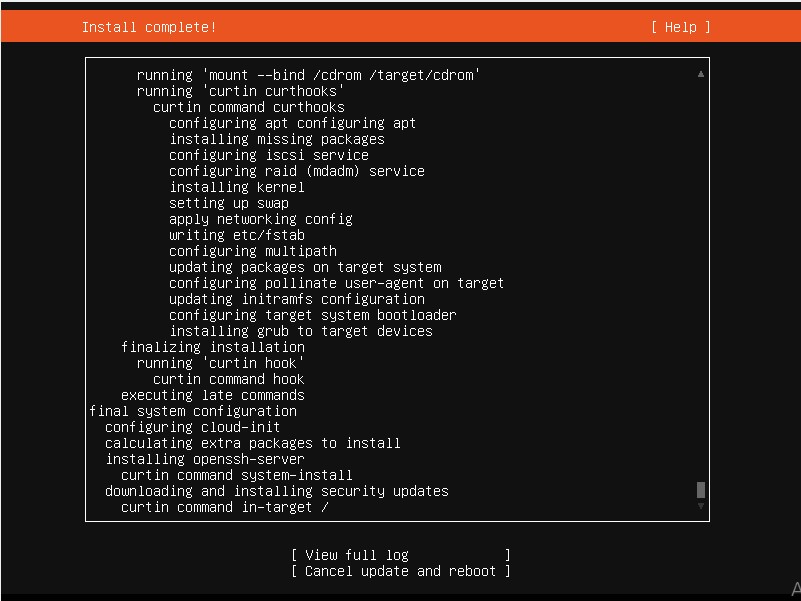 Install complete! [ Help ]
running 'mount --bind /cdrom /target/cdrom'
running 'curtin curthooks'
curtin command curthooks
configuring apt configuring apt
installing missing packages
configuring iscsi service
configuring raid (mdadm) service
installing kernel
setting up swap
apply networking config
writing etc/fstab
configuring multipath
updating packages on target system
configuring pollinate user-agent on target
updating initramfs configuration
configuring target system bootloader
installing grub to target devices
finalizing installation
running 'curtin hook'
curtin command hook
executing late commands
final system configuration
configuring cloud-init
calculating extra packages to install
installing openssh-server
curtin command system-install
downloading and installing security updates
curtin command in-target /
[ View full log ]
[ Cancel update and reboot ]
A